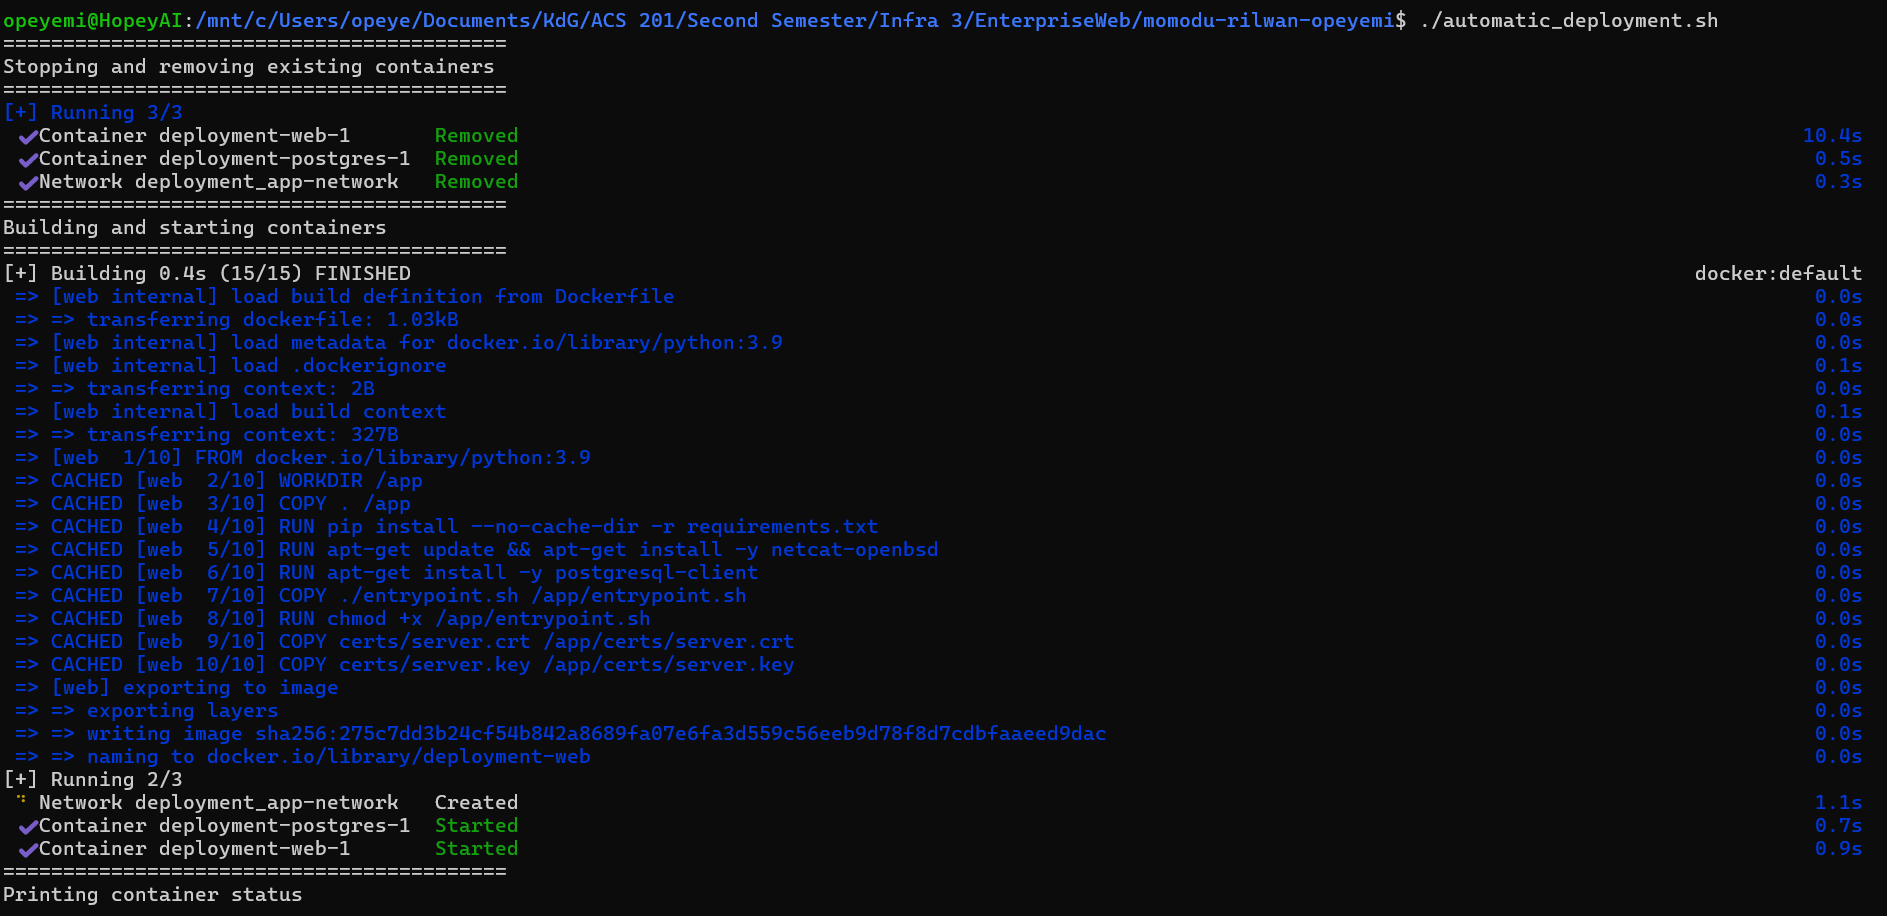 opeyemi@HopeyAI:/mnt/c/Users/opeye/Documents/KdG/ACS 201/Second Semester/Infra 3/EnterpriseWeb/momodu-rilwan-opeyemi$ ./automatic_deployment.sh
==========================================
Stopping and removing existing containers
==========================================
[+] Running 3/3
✔Container deployment-web-1 Removed 10.4s
✔Container deployment-postgres-1 Removed 0.5s
✔Network deployment_app-network Removed 0.3s
==========================================
Building and starting containers
==========================================
[+] Building 0.4s (15/15) FINISHED docker:default
=> [web internal] load build definition from Dockerfile 0.0s
=> => transferring dockerfile: 1.03kB 0.0s
=> [web internal] load metadata for docker.io/library/python:3.9 0.0s
=> [web internal] load .dockerignore 0.1s
=> => transferring context: 2B 0.0s
=> [web internal] load build context 0.1s
=> => transferring context: 327B 0.0s
=> [web  1/10] FROM docker.io/library/python:3.9 0.0s
=> CACHED [web  2/10] WORKDIR /app 0.0s
=> CACHED [web  3/10] COPY . /app 0.0s
=> CACHED [web  4/10] RUN pip install --no-cache-dir -r requirements.txt 0.0s
=> CACHED [web  5/10] RUN apt-get update && apt-get install -y netcat-openbsd 0.0s
=> CACHED [web  6/10] RUN apt-get install -y postgresql-client 0.0s
=> CACHED [web  7/10] COPY ./entrypoint.sh /app/entrypoint.sh 0.0s
=> CACHED [web  8/10] RUN chmod +x /app/entrypoint.sh 0.0s
=> CACHED [web  9/10] COPY certs/server.crt /app/certs/server.crt 0.0s
=> CACHED [web 10/10] COPY certs/server.key /app/certs/server.key 0.0s
=> [web] exporting to image 0.0s
=> => exporting layers 0.0s
=> => writing image sha256:275c7dd3b24cf54b842a8689fa07e6fa3d559c56eeb9d78f8d7cdbfaaeed9dac 0.0s
=> => naming to docker.io/library/deployment-web 0.0s
[+] Running 2/3
Network deployment_app-network Created 1.1s
✔Container deployment-postgres-1 Started 0.7s
✔Container deployment-web-1 Started 0.9s
==========================================
Printing container status